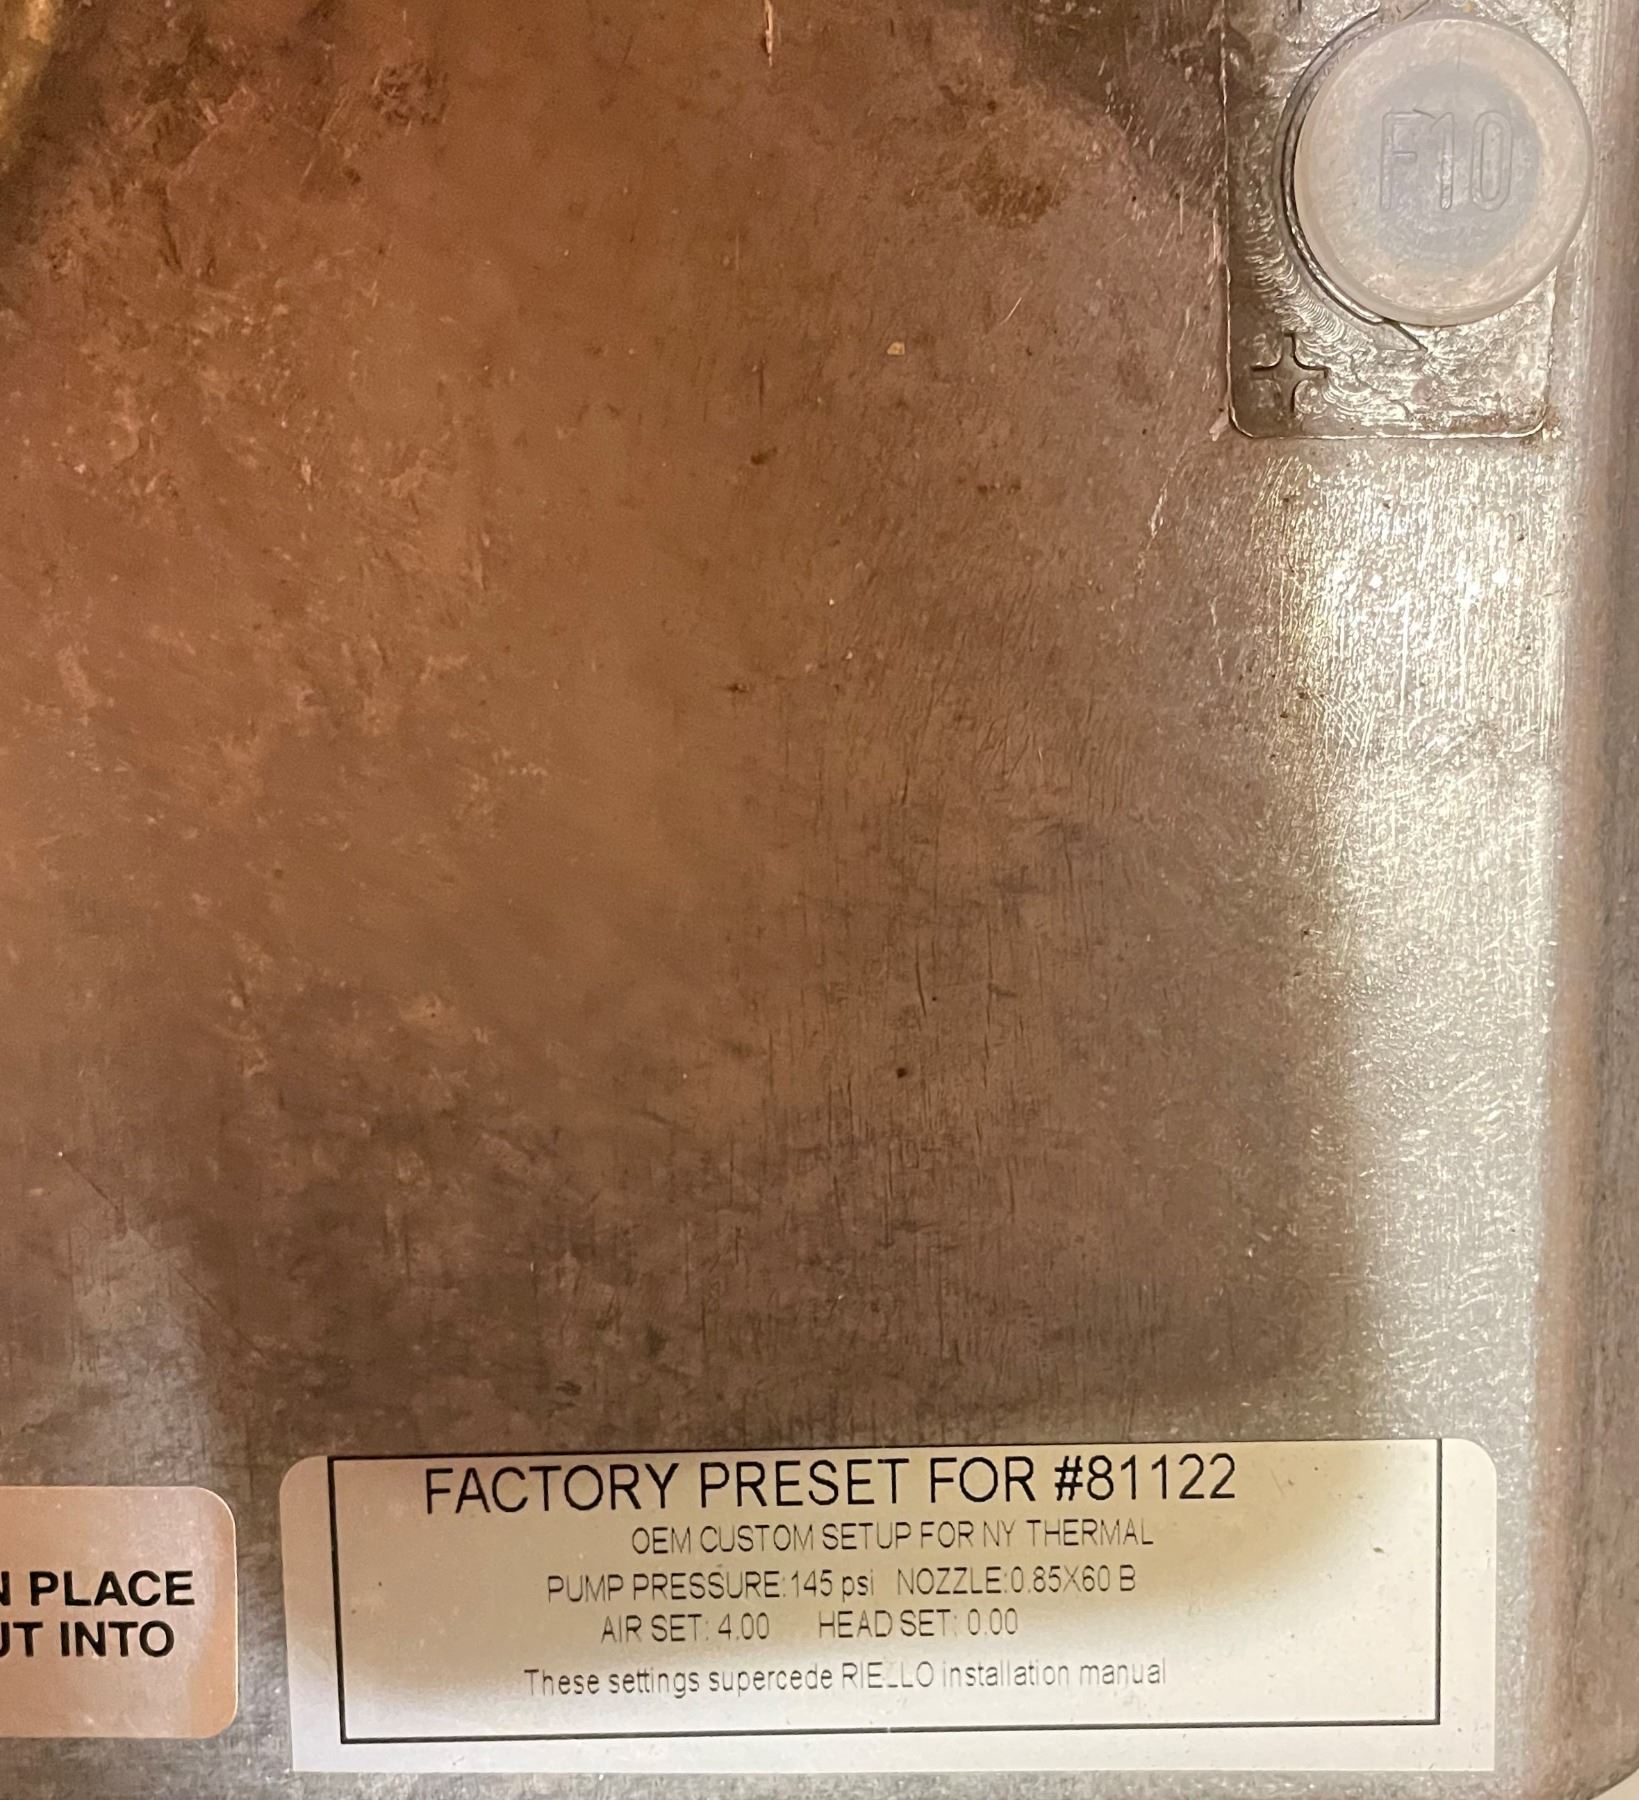 F10
FACTORY PRESET FOR #81122
OEM CUSTOM SETUP FOR NY THERMAL
PUMP PRESSURE:145 psi NOZZLE:0.85X60 B
AIR SET: 4.00 HEAD SET: 0.00
These settings supercede RIELLO installation manual
N PLACE
UT INTO